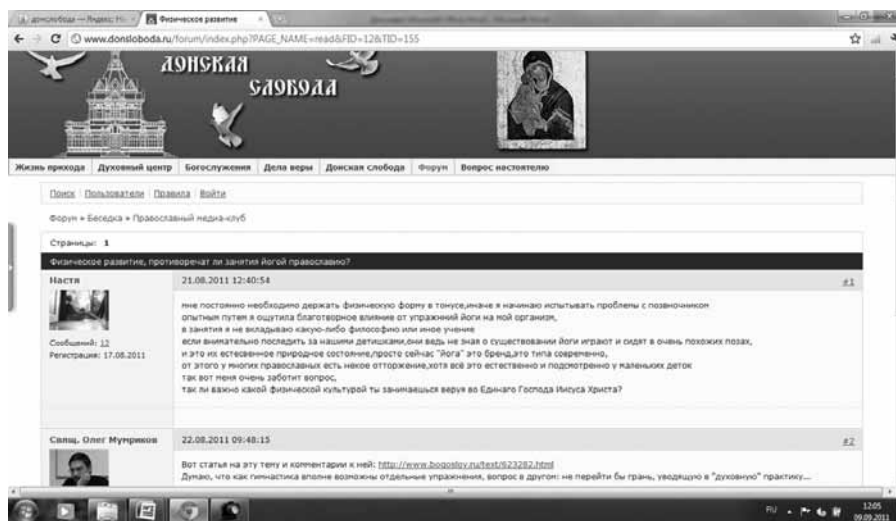 донслобода — Яндекс: Н
Физическое развитие
www.donsloboda.ru/forum/index.php?PAGE_NAME=read&FID=12&TID=155
ДОНСКАЯ
СЛОБОДА
Жизнь прихода Духовный центр Богослужения Дела веры Донская слобода Форум Вопрос настоятелю
Поиск Пользователи Правила Войти
Форум » Беседка » Православный медиа-клуб
Страницы: 1
Физическое развитие, противоречат ли занятия йогой православию?
Настя 21.08.2011 12:40:54 #1
мне постоянно необходимо держать физическую форму в тонусе,иначе я начинаю испытывать проблемы с позвоночником
опытным путем я ощутила благотворное влияние от упражнний йоги на мой организм,
в занятия я не вкладываю какую-либо философию или иное учение
если внимательно последить за нашими детишками,они ведь не зная о существовании йоги играют и сидят в очень похожих позах,
и это их естесвенное природное состояние,просто сейчас "йога" это бренд,это типа современно,
от этого у многих православных есть некое отторжение,хотя всё это естественно и подсмотренно у маленьких деток
так вот меня очень заботит вопрос,
так ли важно какой физической культурой ты занимаешься веруя во Единаго Господа Иисуса Христа?
Сообщений: 12
Регистрация: 17.08.2011
Свящ. Олег Мумриков 22.08.2011 09:48:15 #2
Вот статья на эту тему и комментарии к ней: http://www.bogoslov.ru/text/623282.html
Думаю, что как гимнастика вполне возможны отдельные упражнения, вопрос в другом: не перейти бы грань, уводящую в "духовную" практику...
RU
12:05
09.09.2011